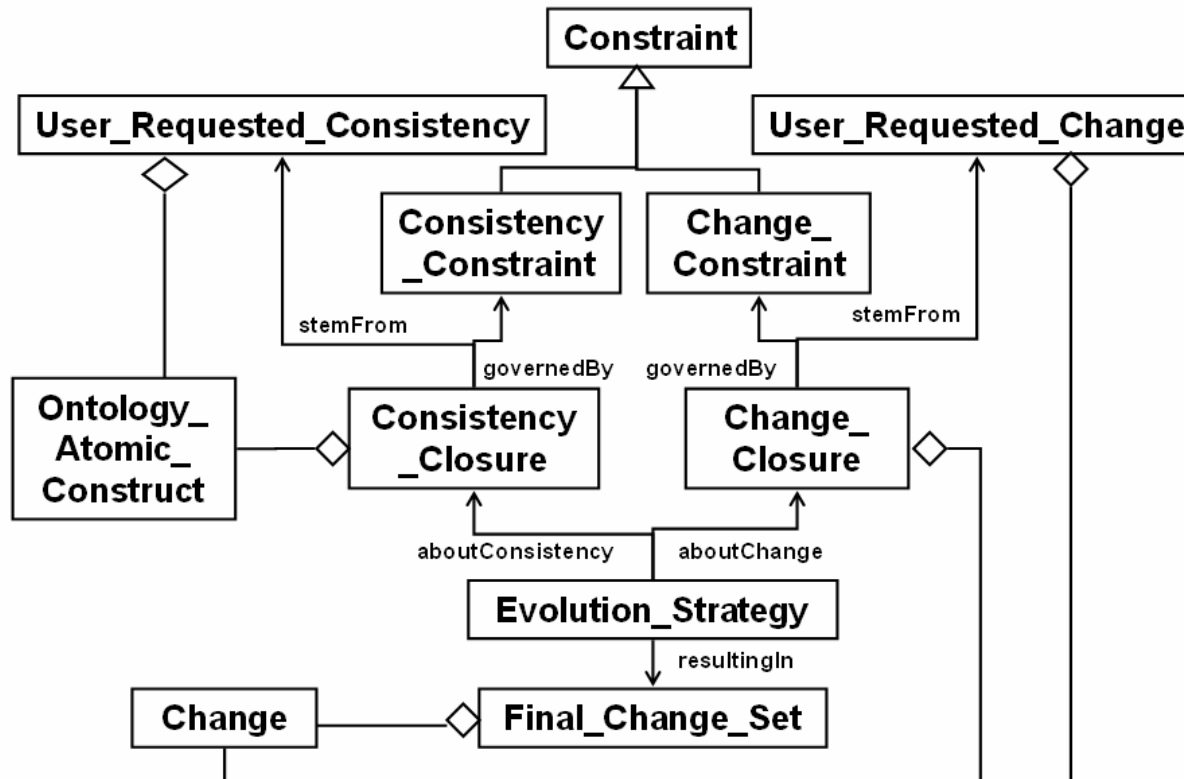 Constraint
User_Requested_Consistency
User_Requested_Change
Consistency
_Constraint
Change_
Constraint
stemFrom
stemFrom
governedBy
governedBy
Ontology_
Atomic_
Construct
Consistency
_Closure
Change_
Closure
aboutConsistency
aboutChange
Evolution_Strategy
resultingIn
Change
Final_Change_Set